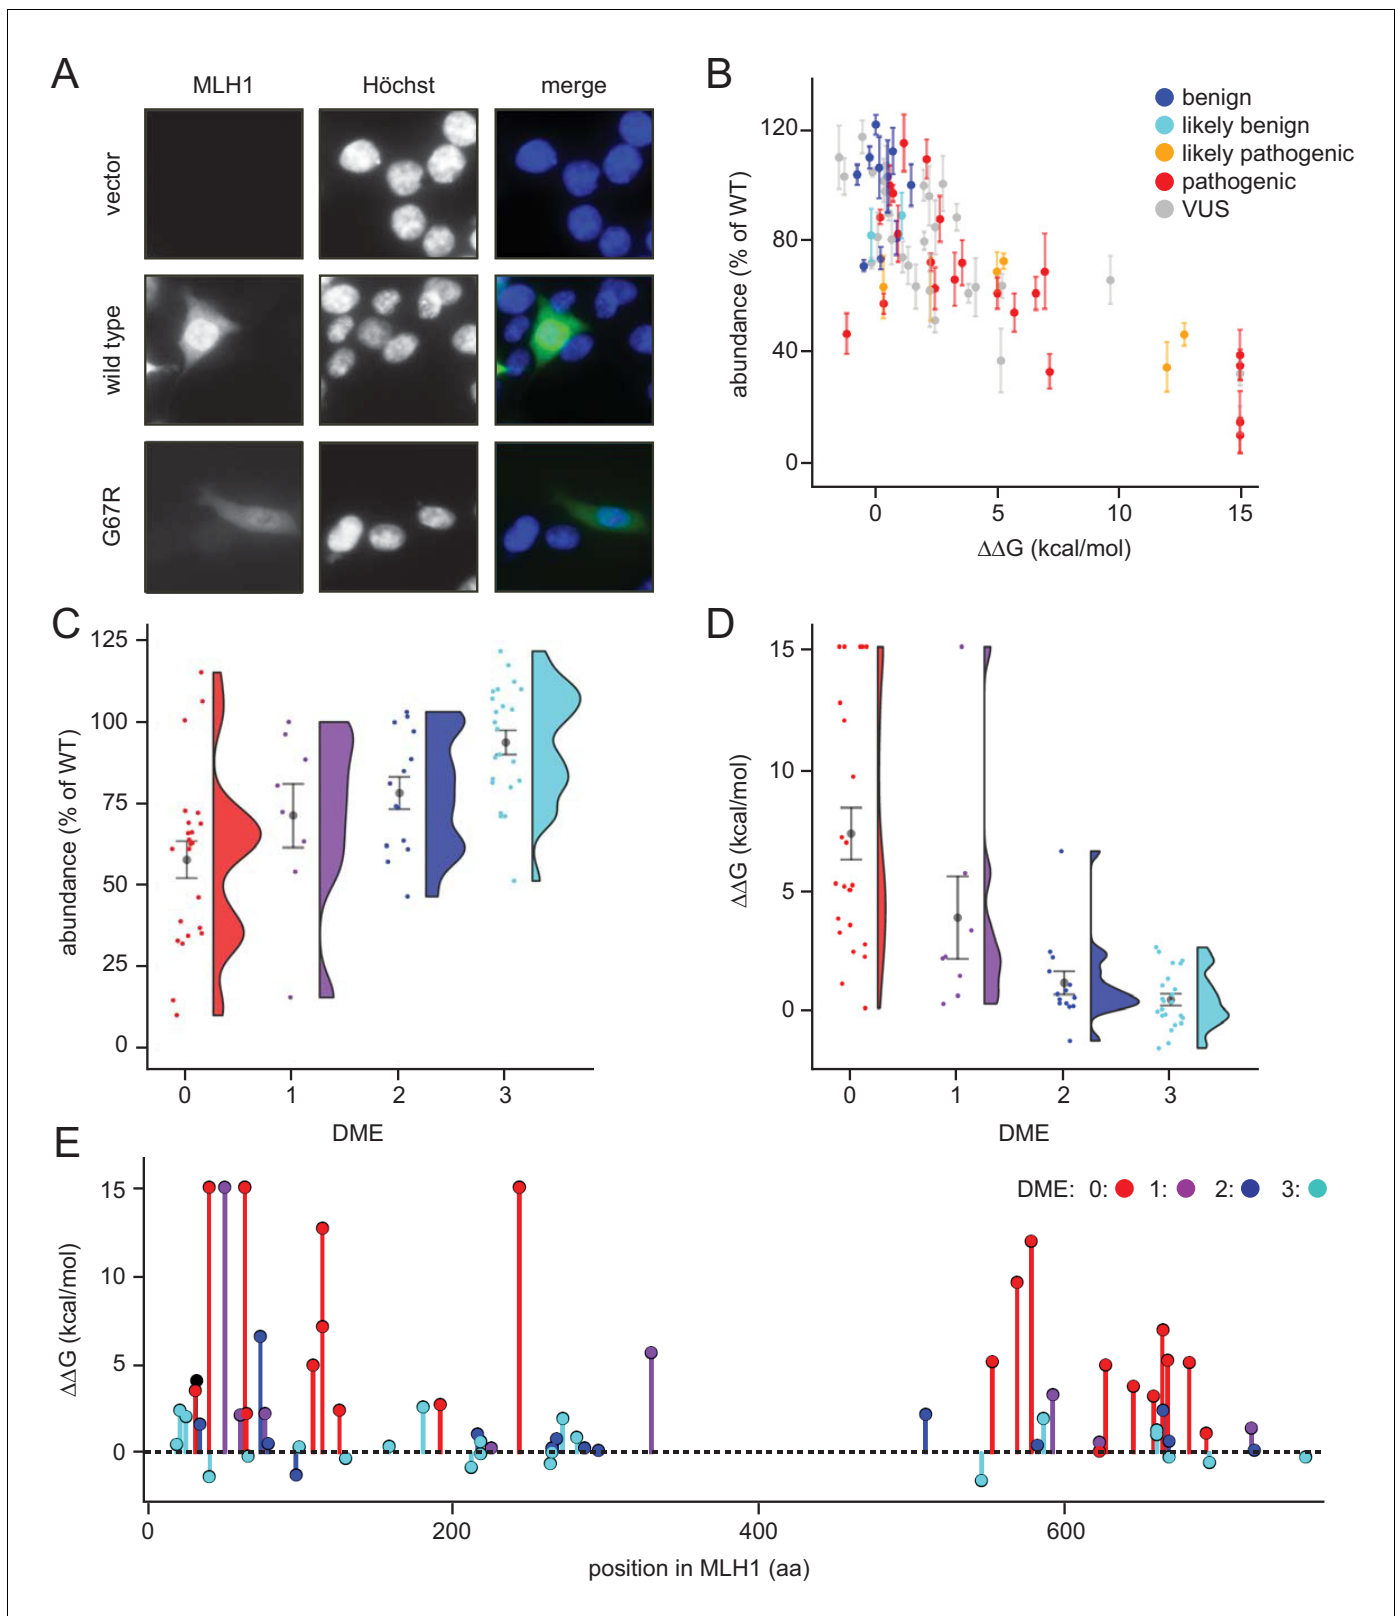 A
MLH1 Höchst merge
vector
wild type
G67R
B
benign
likely benign
likely pathogenic
pathogenic
VUS
abundance (% of WT)
120
80
40
0
0 5 10 15
ΔΔG (kcal/mol)
C
125
100
75
50
25
0
abundance (% of WT)
0 1 2 3
DME
D
15
10
5
0
ΔΔG (kcal/mol)
0 1 2 3
DME
E
DME: 0: 1: 2: 3:
15
10
5
0
ΔΔG (kcal/mol)
0 200 400 600
position in MLH1 (aa)